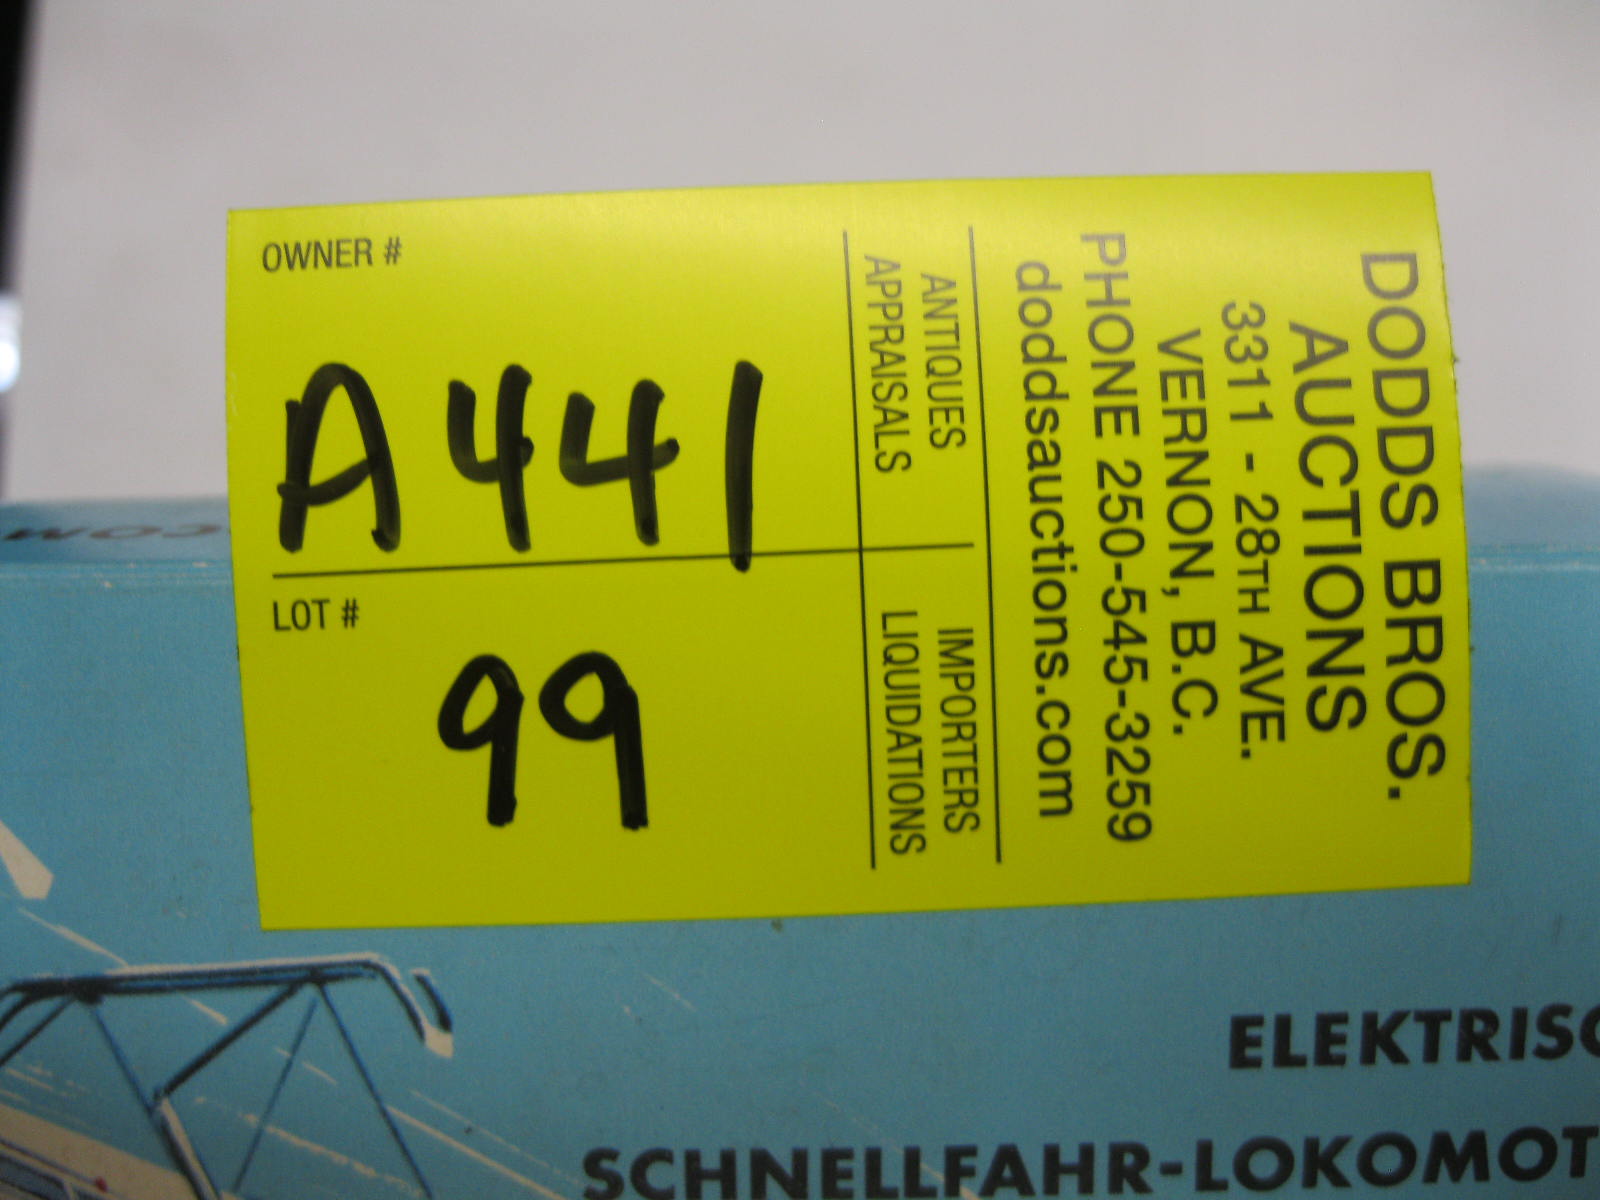 DODDS BROS.
AUCTIONS
3311 - 28TH AVE.
VERNON, B.C.
PHONE 250-545-3259
doddsauctions.com
ANTIQUES
APPRAISALS
IMPORTERS
LIQUIDATIONS
OWNER #
A441
LOT #
99
COM
ELEKTRISC
SCHNELLFAHR-LOKOMOT